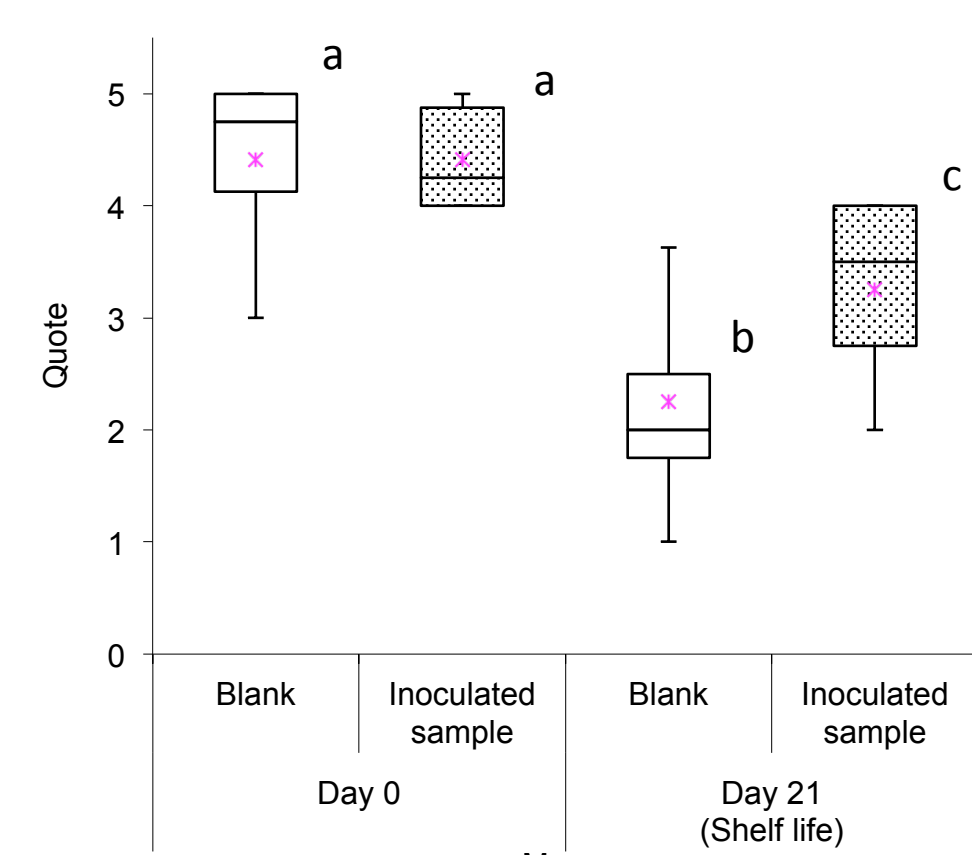 a
a
5
c
4
3
b
2
1
0
Quote
Blank
Inoculated
sample
Blank
Inoculated
sample
Day 0
Day 21
(Shelf life)